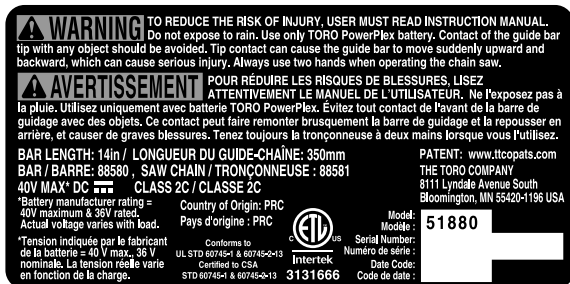 WARNING TO REDUCE THE RISK OF INJURY, USER MUST READ INSTRUCTION MANUAL.
Do not expose to rain. Use only TORO PowerPlex battery. Contact of the guide bar
tip with any object should be avoided. Tip contact can cause the guide bar to move suddenly upward and
backward, which can cause serious injury. Always use two hands when operating the chain saw.
AVERTISSEMENT POUR RÉDUIRE LES RISQUES DE BLESSURES, LISEZ
ATTENTIVEMENT LE MANUEL DE L'UTILISATEUR. Ne l'exposez pas à
la pluie. Utilisez uniquement avec batterie TORO PowerPlex. Évitez tout contact de l'avant de la barre de
guidage avec des objets. Ce contact peut faire remonter brusquement la barre de guidage et la repousser en
arrière, et causer de graves blessures. Tenez toujours la tronçonneuse à deux mains lorsque vous l'utilisez.
BAR LENGTH: 14in / LONGUEUR DU GUIDE-CHAÎNE: 350mm
BAR / BARRE: 88580 , SAW CHAIN / TRONÇONNEUSE : 88581
40V MAX* DC CLASS 2C / CLASSE 2C
*Battery manufacturer rating =
40V maximum & 36V rated.
Actual voltage varies with load.
*Tension indiquée par le fabricant
de la batterie = 40 V max., 36 V
nominale. La tension réelle varie
en fonction de la charge.
Country of Origin: PRC
Pays d'origine : PRC
Conforms to
UL STD 60745-1 & 60745-2-13
Certified to CSA
STD 60745-1 & 60745-2-13
C ETL US
Intertek
3131666
PATENT: www.ttcopats.com
THE TORO COMPANY
8111 Lyndale Avenue South
Bloomington, MN 55420-1196 USA
Model: 51880
Modèle :
Serial Number:
Numéro de série :
Date Code:
Code de date :